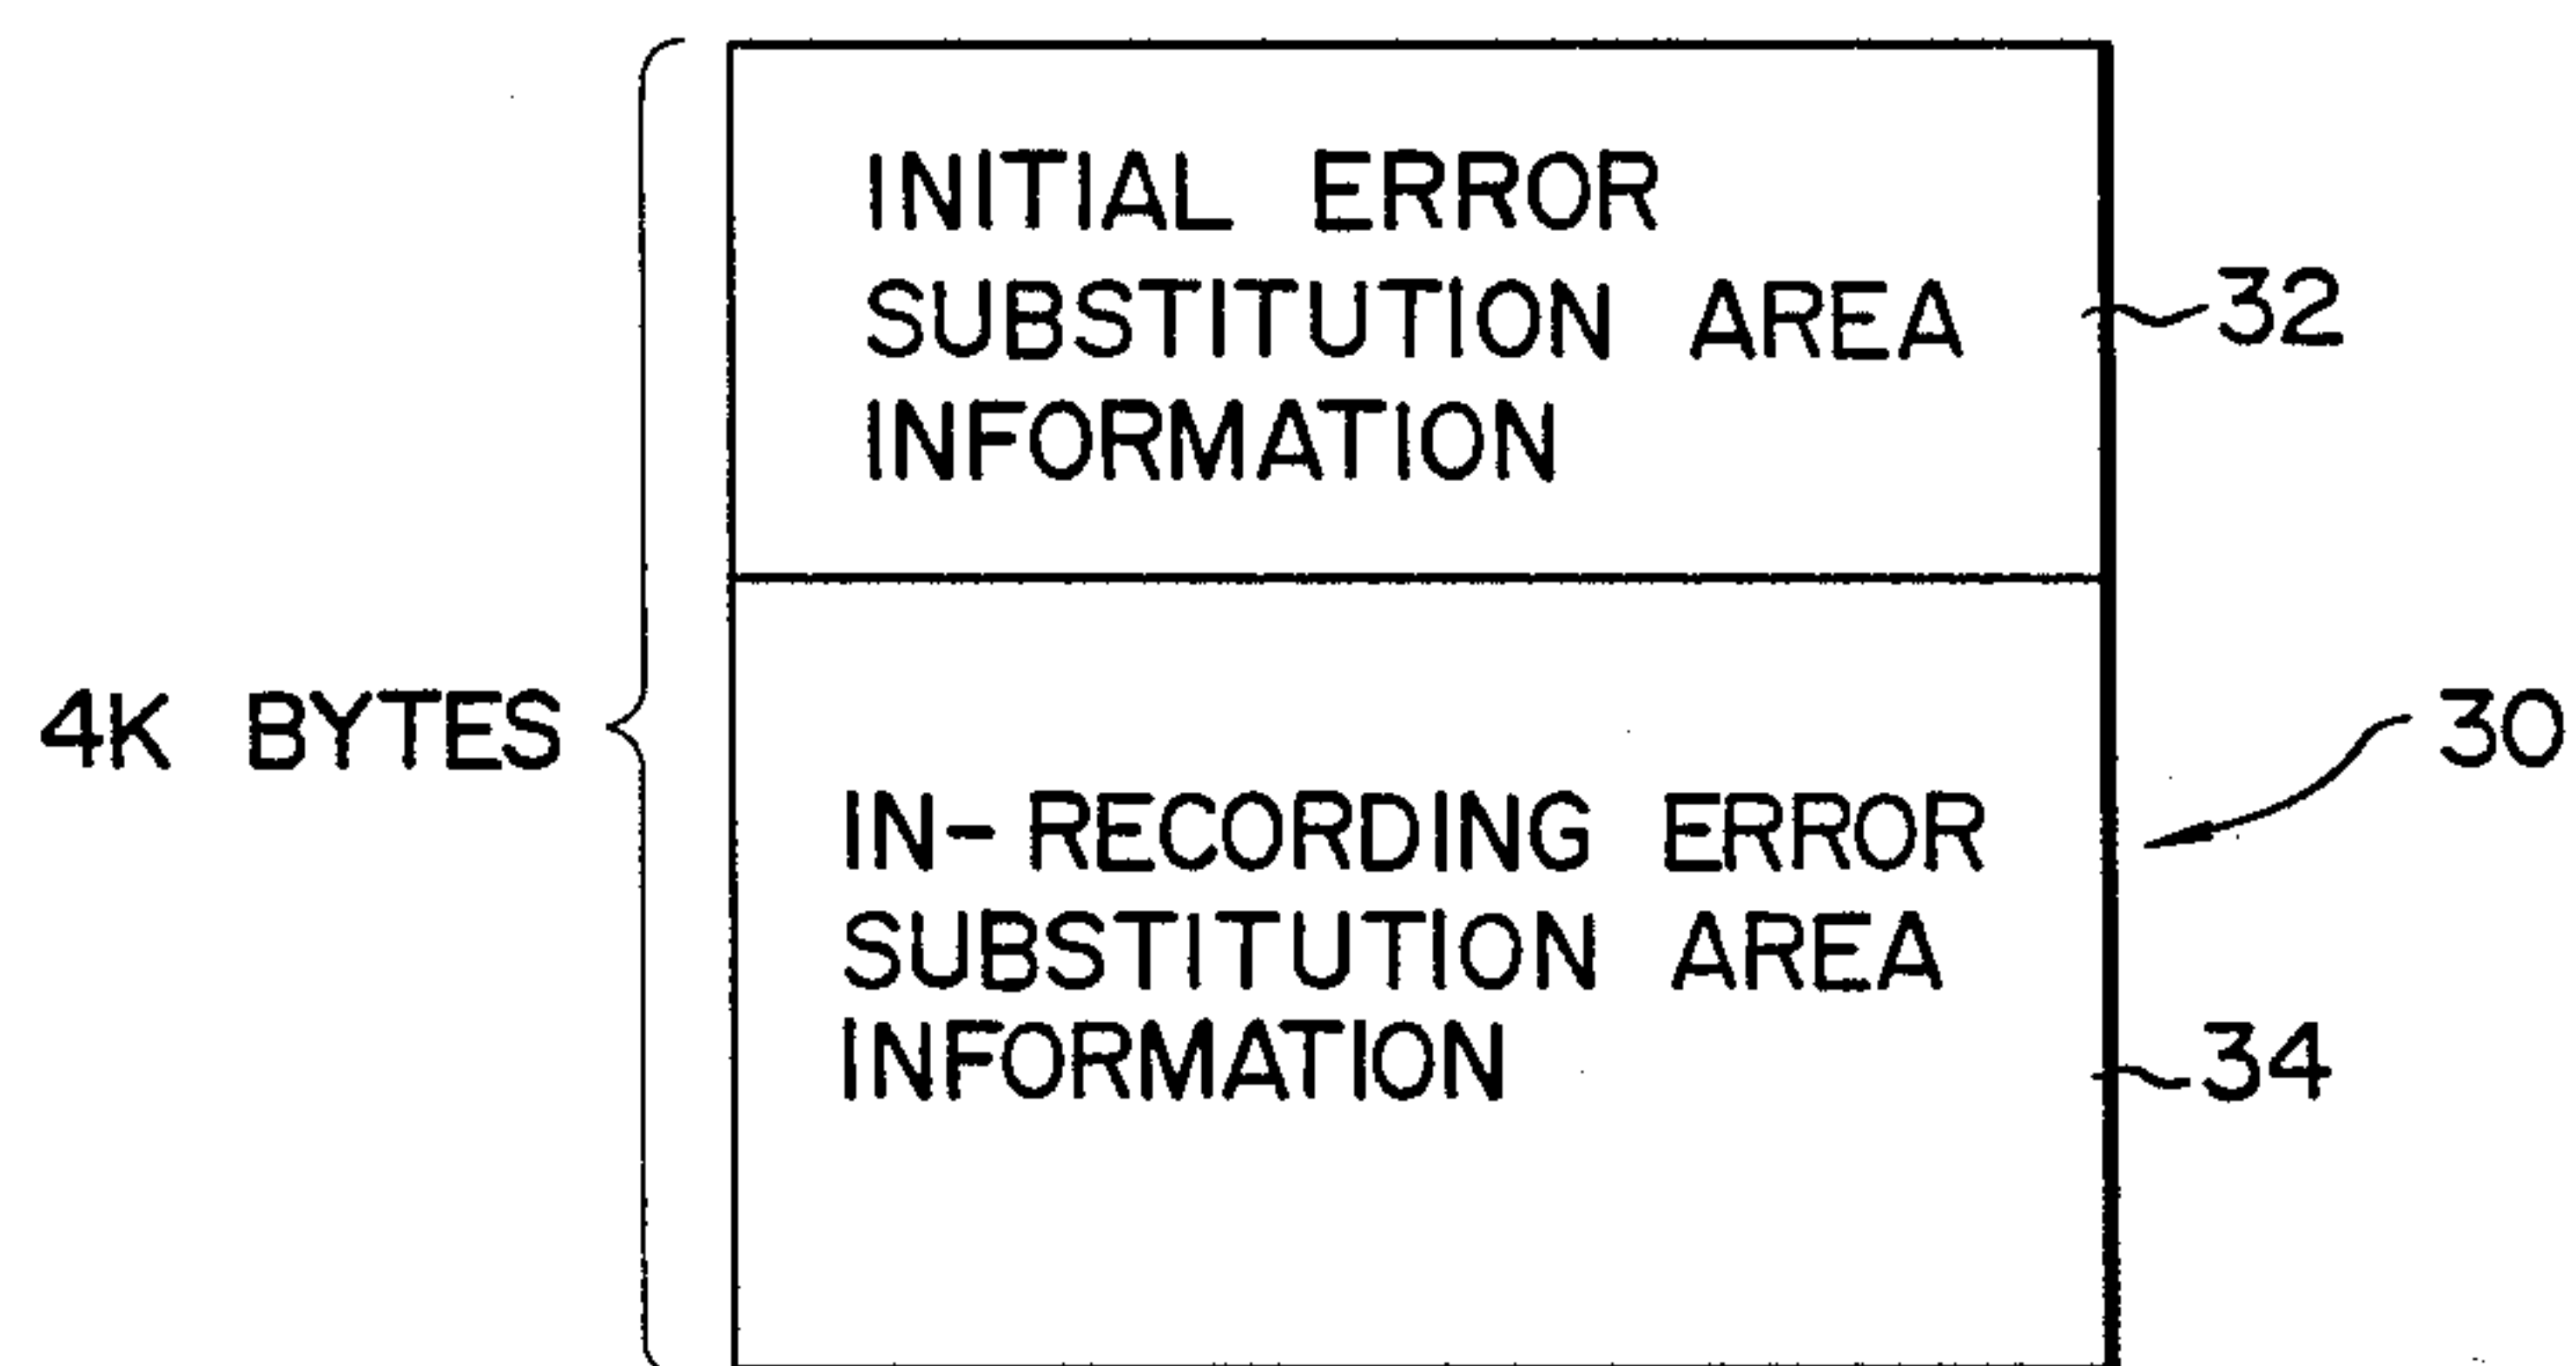 INITIAL ERROR
SUBSTITUTION AREA
INFORMATION
32
4K BYTES
30
IN-RECORDING ERROR
SUBSTITUTION AREA
INFORMATION
34